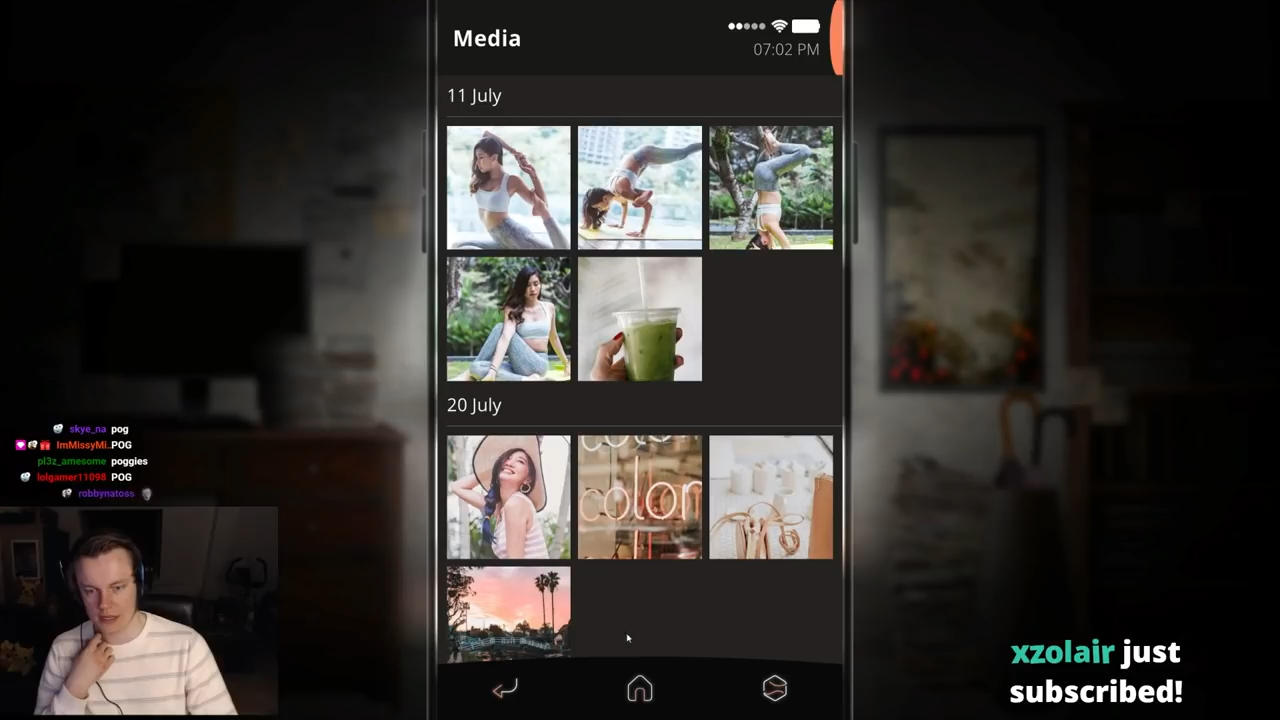 Media
07:02 PM
11 July
20 July
colo
color
skye_na pog
ImMissyMi.. POG
pl3z_amesome poggies
lolgamer11098 POG
robbynatoss
xzolair just
subscribed!